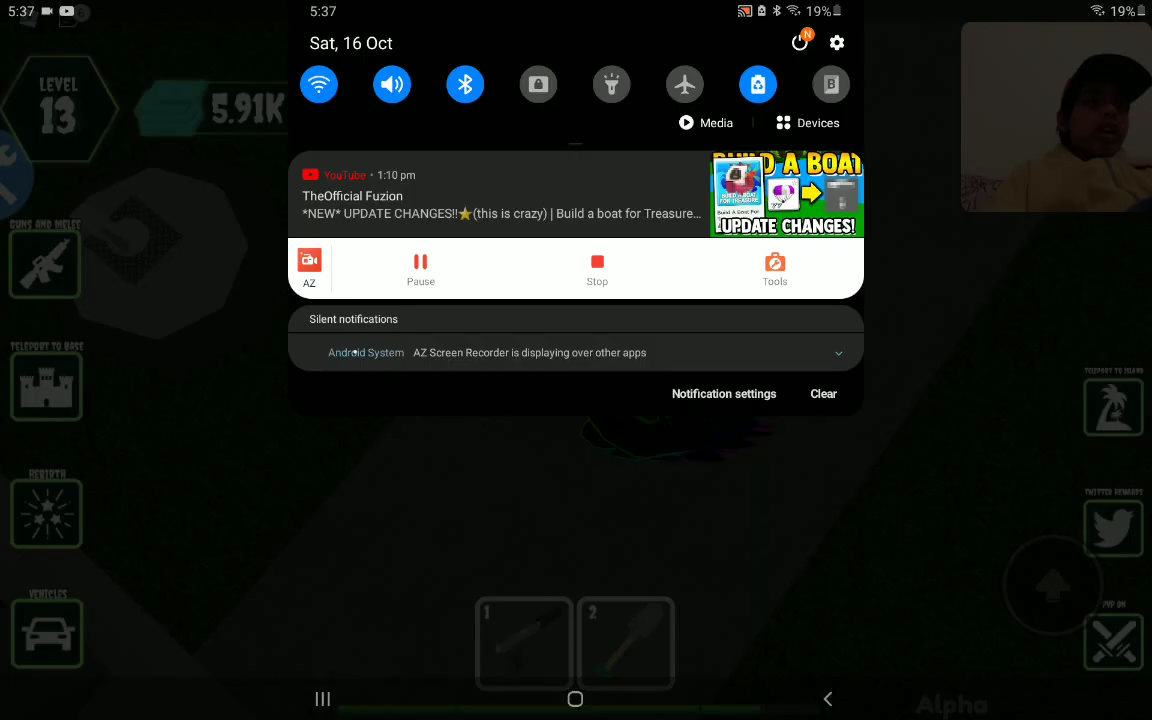 5:37
5:37
19%
19%
Sat, 16 Oct
N
B
Media
Devices
YouTube • 1:10 pm
TheOfficial Fuzion
*NEW* UPDATE CHANGES!!⭐(this is crazy) | Build a boat for Treasure...
BUILD A BOAT
UPDATE CHANGES!
AZ
Pause
Stop
Tools
Silent notifications
Android System AZ Screen Recorder is displaying over other apps
Notification settings
Clear
LEVEL
13
5.91K
GUNS AND MELEE
TELEPORT TO BASE
REBIRTH
VEHICLES
TELEPORT TO ISLAND
TWITTER REWARDS
PVP ON
1
2
Alpha